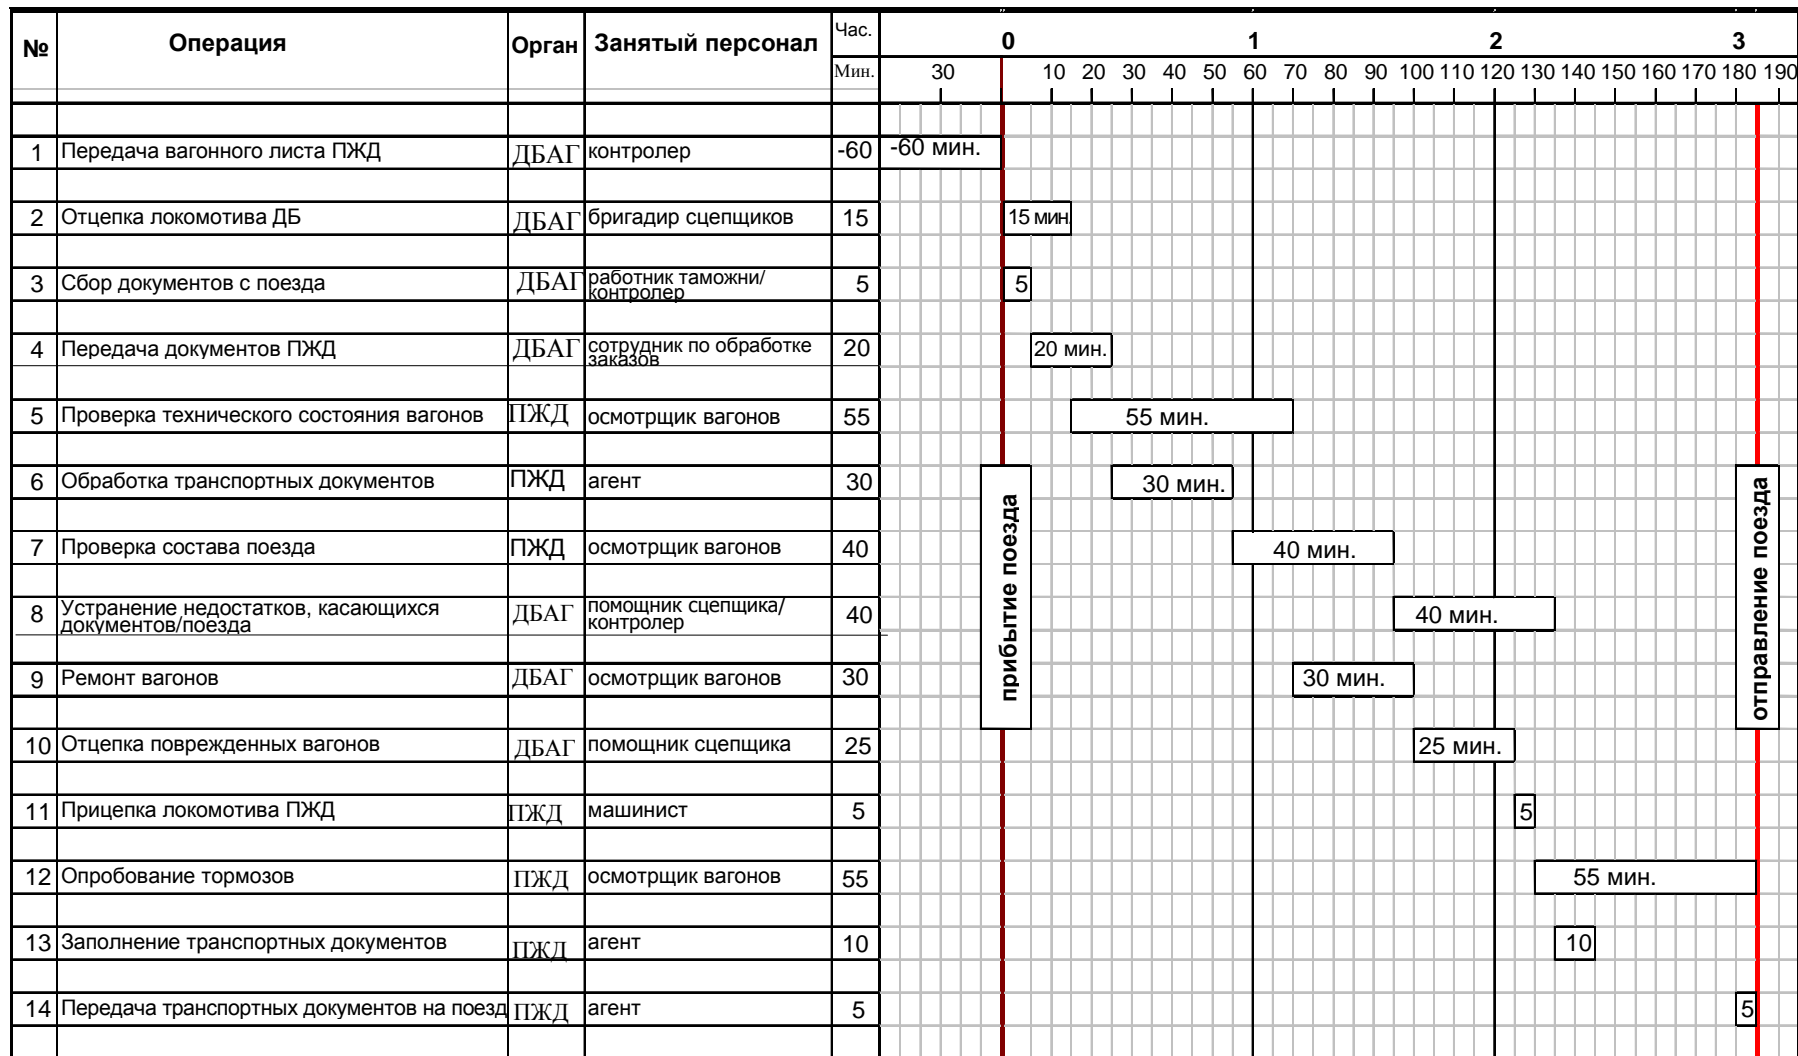 № Операция Орган Занятый персонал Час. 0 1 2 3
Мин. 30 10 20 30 40 50 60 70 80 90 100 110 120 130 140 150 160 170 180 190
1 Передача вагонного листа ПЖД ДБАГ контролер -60 -60 мин.
2 Отцепка локомотива ДБ ДБАГ бригадир сцепщиков 15 15 мин.
3 Сбор документов с поезда ДБАГ работник таможни/
контролер 5 5
4 Передача документов ПЖД ДБАГ сотрудник по обработке
заказов 20 20 мин.
5 Проверка технического состояния вагонов ПЖД осмотрщик вагонов 55 55 мин.
6 Обработка транспортных документов ПЖД агент 30 30 мин.
7 Проверка состава поезда ПЖД осмотрщик вагонов 40 40 мин.
8 Устранение недостатков, касающихся
документов/поезда ДБАГ помощник сцепщика/
контролер 40 40 мин.
9 Ремонт вагонов ДБАГ осмотрщик вагонов 30 30 мин.
10 Отцепка поврежденных вагонов ДБАГ помощник сцепщика 25 25 мин.
11 Прицепка локомотива ПЖД ПЖД машинист 5 5
12 Опробование тормозов ПЖД осмотрщик вагонов 55 55 мин.
13 Заполнение транспортных документов ПЖД агент 10 10
14 Передача транспортных документов на поезд ПЖД агент 5 5
прибытие поезда
отправление поезда